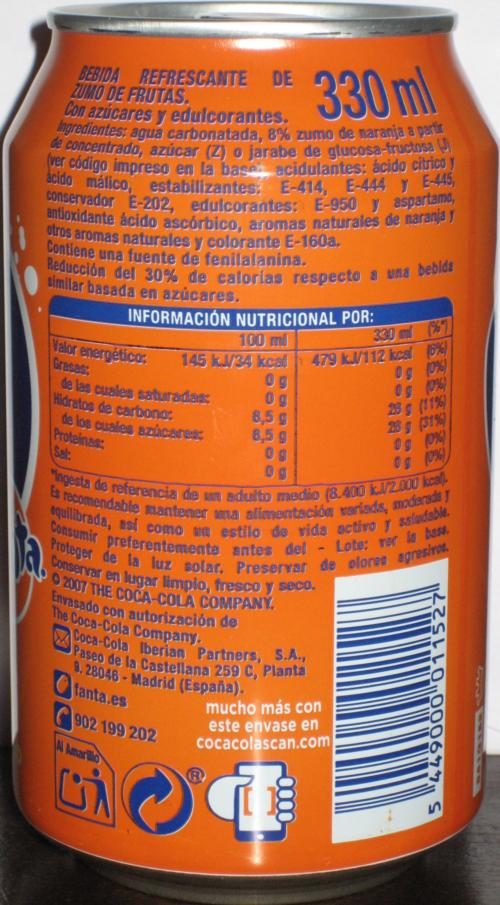 BEBIDA REFRESCANTE DE
ZUMO DE FRUTAS.
330 ml
Con azúcares y edulcorantes.
Ingredientes: agua carbonatada, 8% zumo de naranja a partir
de concentrado, azúcar (Z) o jarabe de glucosa-fructosa (J)
(ver código impreso en la base), acidulantes: ácido cítrico y
ácido málico, estabilizantes: E-414, E-444 y E-445,
conservador E-202, edulcorantes: E-950 y aspartamo,
antioxidante ácido ascórbico, aromas naturales de naranja y
otros aromas naturales y colorante E-160a.
Contiene una fuente de fenilalanina.
Reducción del 30% de calorías respecto a una bebida
similar basada en azúcares.
INFORMACIÓN NUTRICIONAL POR:
100 ml 330 ml (%*)
Valor energético: 145 kJ/34 kcal 479 kJ/112 kcal (6%)
Grasas: 0 g 0 g (0%)
de las cuales saturadas: 0 g 0 g (0%)
Hidratos de carbono: 8,5 g 28 g (11%)
de los cuales azúcares: 8,5 g 28 g (31%)
Proteínas: 0 g 0 g (0%)
Sal: 0 g 0 g (0%)
*Ingesta de referencia de un adulto medio (8.400 kJ/2.000 kcal).
Es recomendable mantener una alimentación variada, moderada y
equilibrada, así como un estilo de vida activo y saludable.
Consumir preferentemente antes del - Lote: ver la base.
Proteger de la luz solar. Preservar de olores agresivos.
Conservar en lugar limpio, fresco y seco.
© 2007 THE COCA-COLA COMPANY.
Envasado con autorización de
The Coca-Cola Company.
Coca-Cola Iberian Partners, S.A.,
Paseo de la Castellana 259 C, Planta
9. 28046 - Madrid (España).
fanta.es
902 199 202
mucho más con
este envase en
cocacolascan.com
Al Amarillo
®
5 449000 011527